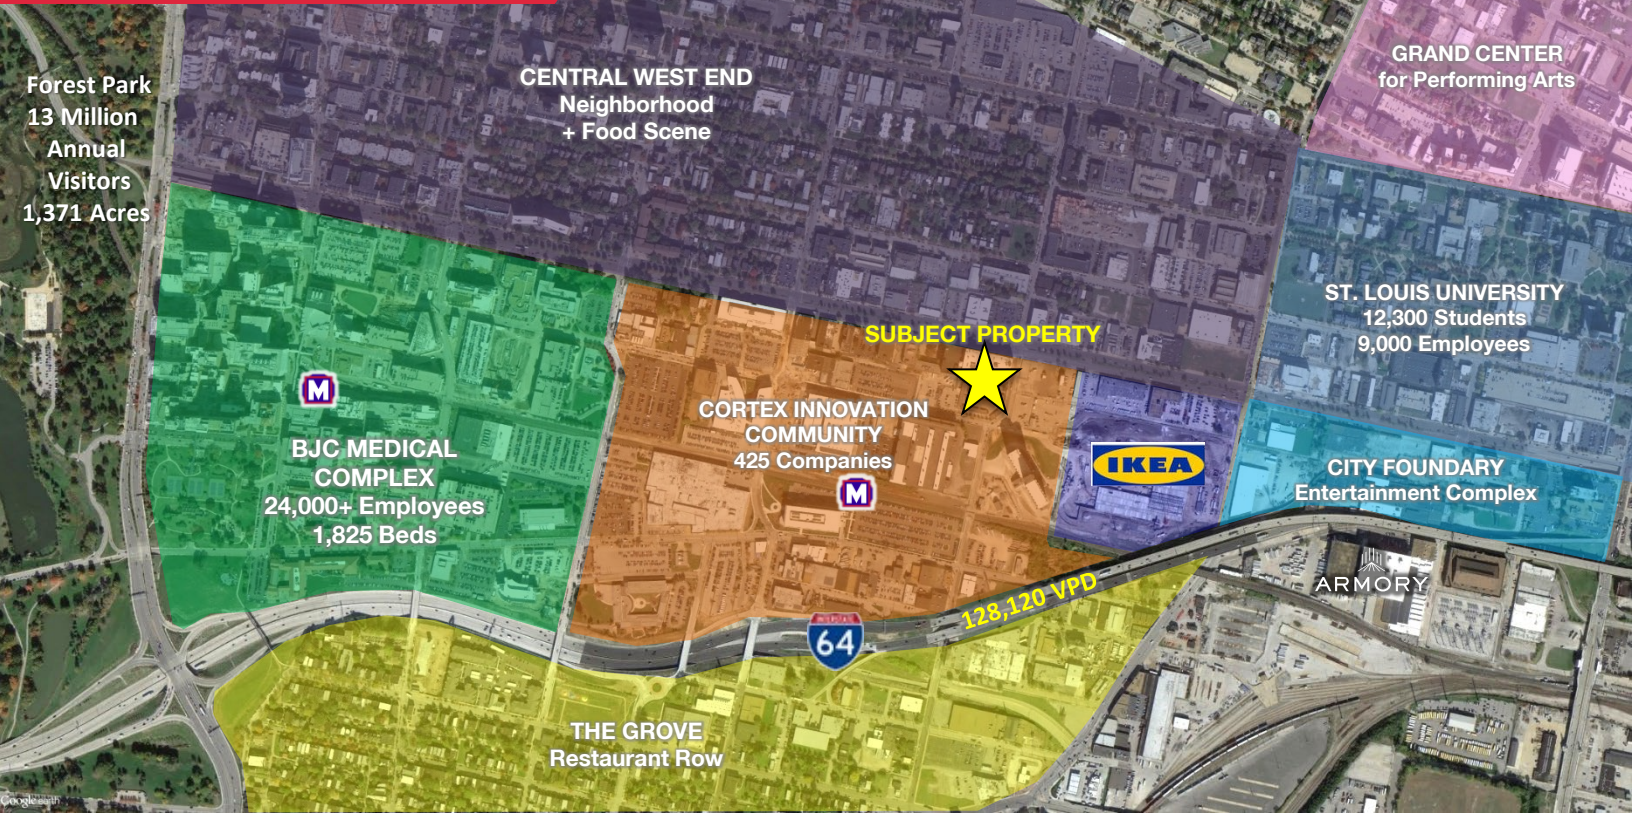 Forest Park
13 Million
Annual
Visitors
1,371 Acres
CENTRAL WEST END
Neighborhood
+ Food Scene
GRAND CENTER
for Performing Arts
ST. LOUIS UNIVERSITY
12,300 Students
9,000 Employees
SUBJECT PROPERTY
M
BJC MEDICAL
COMPLEX
24,000+ Employees
1,825 Beds
CORTEX INNOVATION
COMMUNITY
425 Companies
M
IKEA
CITY FOUNDARY
Entertainment Complex
ARMORY
128,120 VPD
INTERSTATE
64
THE GROVE
Restaurant Row
Google earth